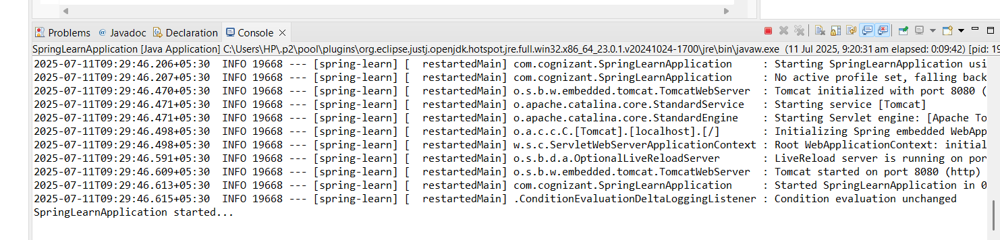 Problems @ Javadoc Declaration Console
SpringLearnApplication [Java Application] C:\Users\HP\.p2\pool\plugins\org.eclipse.justj.openjdk.hotspot.jre.full.win32.x86_64_23.0.1.v20241024-1700\jre\bin\javaw.exe (11 Jul 2025, 9:20:31 am elapsed: 0:09:42) [pid: 19
2025-07-11T09:29:46.206+05:30  INFO 19668 --- [spring-learn] [  restartedMain] com.cognizant.SpringLearnApplication     : Starting SpringLearnApplication usi
2025-07-11T09:29:46.207+05:30  INFO 19668 --- [spring-learn] [  restartedMain] com.cognizant.SpringLearnApplication     : No active profile set, falling back
2025-07-11T09:29:46.470+05:30  INFO 19668 --- [spring-learn] [  restartedMain] o.s.b.w.embedded.tomcat.TomcatWebServer  : Tomcat initialized with port 8080 (
2025-07-11T09:29:46.471+05:30  INFO 19668 --- [spring-learn] [  restartedMain] o.apache.catalina.core.StandardService   : Starting service [Tomcat]
2025-07-11T09:29:46.471+05:30  INFO 19668 --- [spring-learn] [  restartedMain] o.apache.catalina.core.StandardEngine    : Starting Servlet engine: [Apache To
2025-07-11T09:29:46.498+05:30  INFO 19668 --- [spring-learn] [  restartedMain] o.a.c.c.C.[Tomcat].[localhost].[/]       : Initializing Spring embedded WebApp
2025-07-11T09:29:46.498+05:30  INFO 19668 --- [spring-learn] [  restartedMain] w.s.c.ServletWebServerApplicationContext : Root WebApplicationContext: initial
2025-07-11T09:29:46.591+05:30  INFO 19668 --- [spring-learn] [  restartedMain] o.s.b.d.a.OptionalLiveReloadServer       : LiveReload server is running on por
2025-07-11T09:29:46.609+05:30  INFO 19668 --- [spring-learn] [  restartedMain] o.s.b.w.embedded.tomcat.TomcatWebServer  : Tomcat started on port 8080 (http)
2025-07-11T09:29:46.613+05:30  INFO 19668 --- [spring-learn] [  restartedMain] com.cognizant.SpringLearnApplication     : Started SpringLearnApplication in 0
2025-07-11T09:29:46.615+05:30  INFO 19668 --- [spring-learn] [  restartedMain] .ConditionEvaluationDeltaLoggingListener : Condition evaluation unchanged
SpringLearnApplication started...